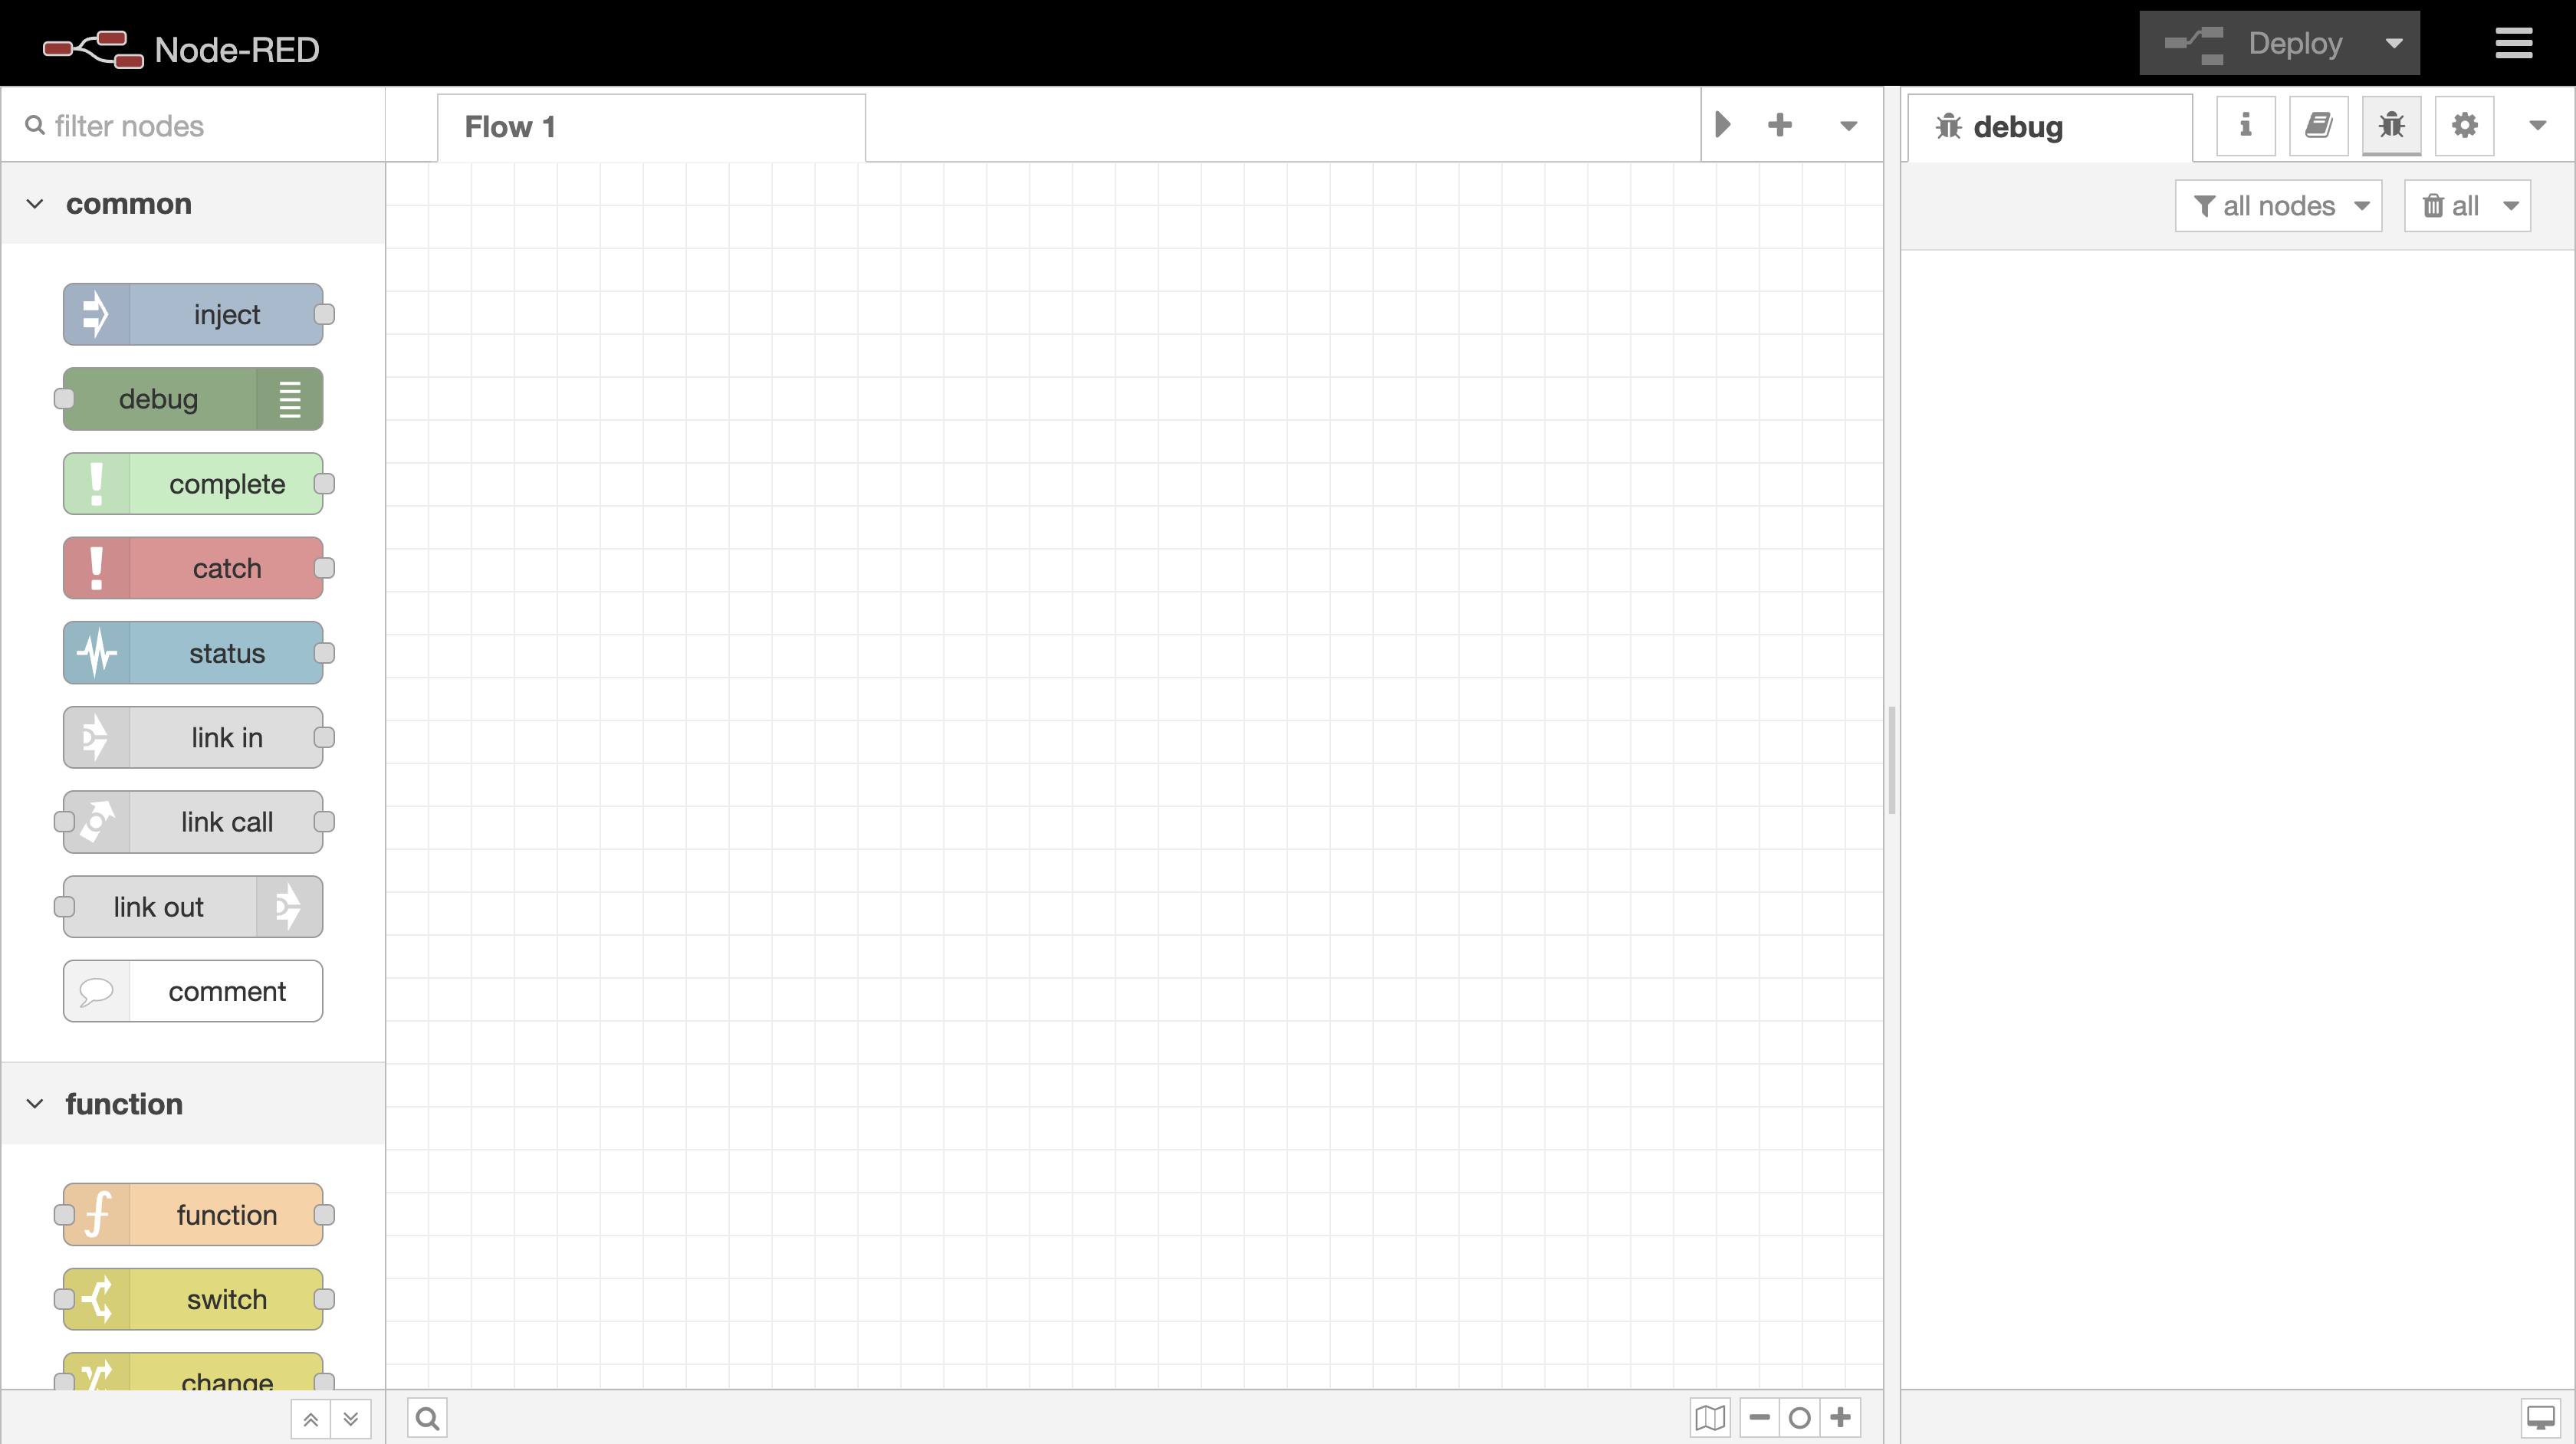 Node-RED
Deploy
filter nodes
Flow 1
debug
all nodes
all
common
inject
debug
complete
catch
status
link in
link call
link out
comment
function
function
switch
change